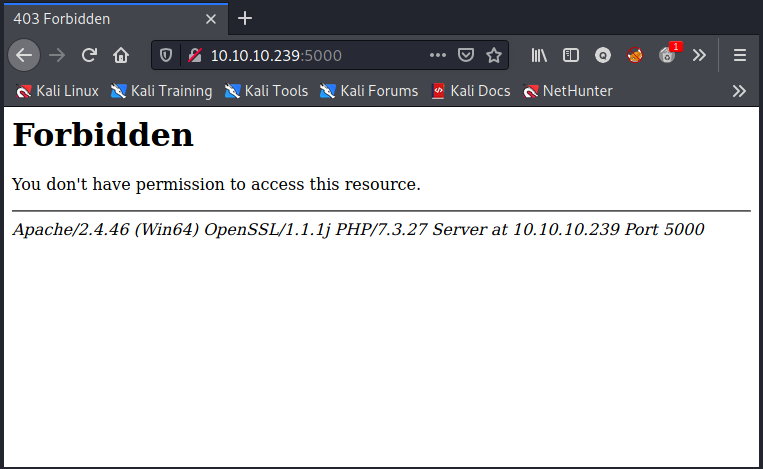 403 Forbidden
10.10.10.239:5000
1
Kali Linux Kali Training Kali Tools Kali Forums Kali Docs NetHunter
Forbidden
You don't have permission to access this resource.
Apache/2.4.46 (Win64) OpenSSL/1.1.1j PHP/7.3.27 Server at 10.10.10.239 Port 5000